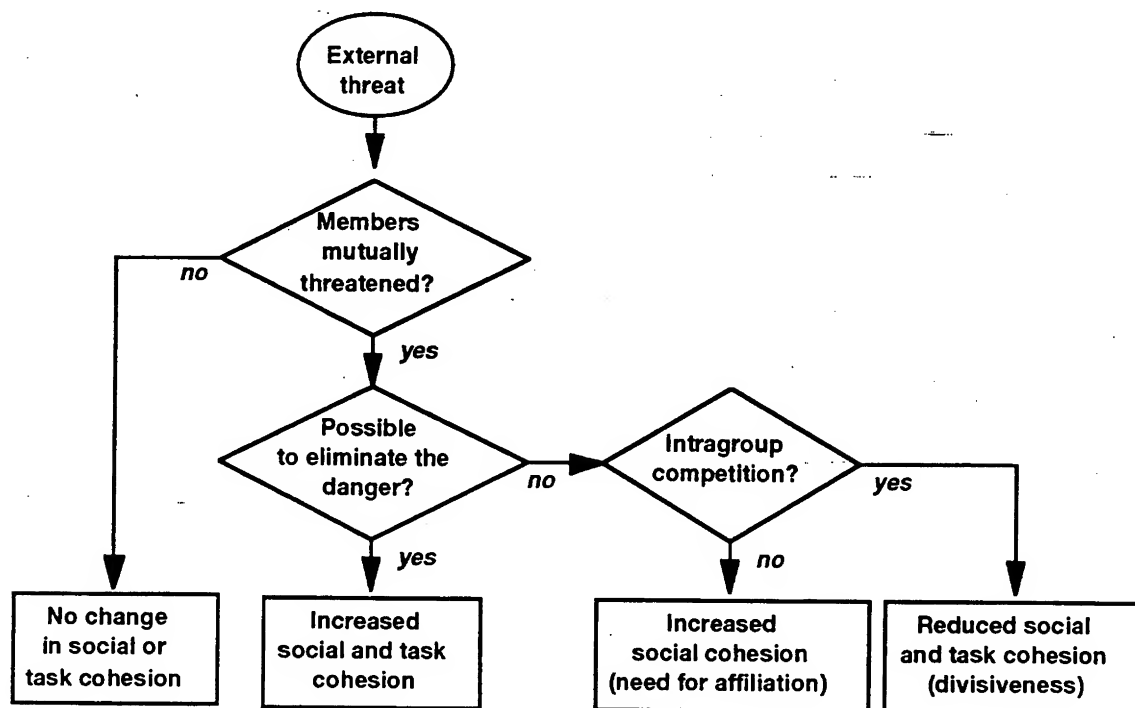 External
threat
Members
mutually
threatened?
no
yes
Possible
to eliminate the
danger?
no
Intragroup
competition?
yes
yes
no
No change
in social or
task cohesion
Increased
social and task
cohesion
Increased
social cohesion
(need for affiliation)
Reduced social
and task cohesion
(divisiveness)